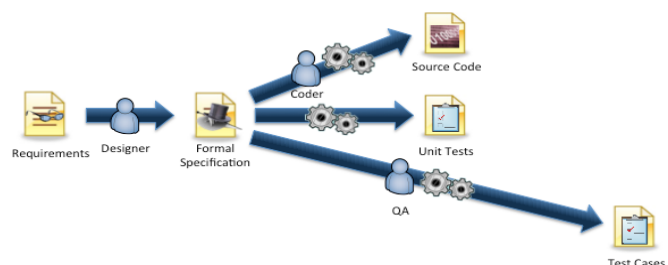 Source Code
Coder
Requirements
Designer
Formal
Specification
Unit Tests
QA
Test Cases